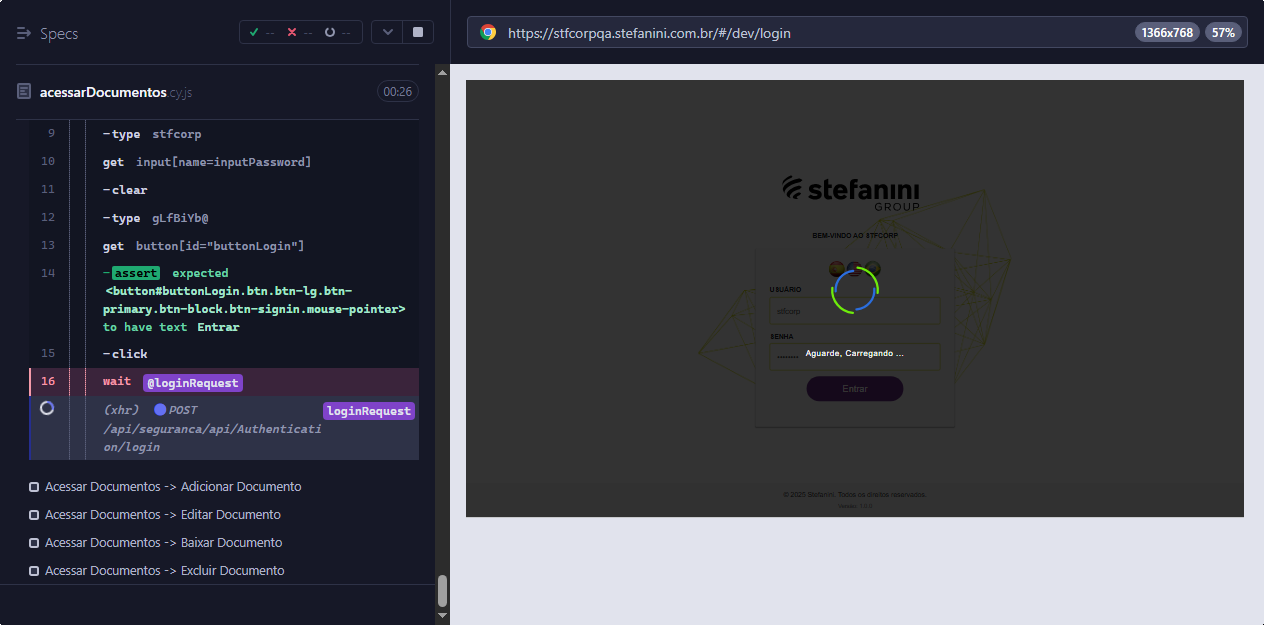 Specs
-- -- --
acessarDocumentos.cy.js
00:26
9 -type stfcorp
10 get input[name=inputPassword]
11 -clear
12 -type gLfBiYb@
13 get button[id="buttonLogin"]
14 -assert expected
<button#buttonLogin.btn.btn-lg.btn-
primary.btn-block.btn-signin.mouse-pointer>
to have text Entrar
15 -click
16 wait @loginRequest
(xhr) POST loginRequest
/api/seguranca/api/Authenticati
on/login
Acessar Documentos -> Adicionar Documento
Acessar Documentos -> Editar Documento
Acessar Documentos -> Baixar Documento
Acessar Documentos -> Excluir Documento
https://stfcorpqa.stefanini.com.br/#/dev/login
1366x768 57%
stefanini
GROUP
BEM-VINDO AO STFCORP
USUÁRIO
stfcorp
SENHA
........
Aguarde, Carregando ...
Entrar
© 2025 Stefanini. Todos os direitos reservados.